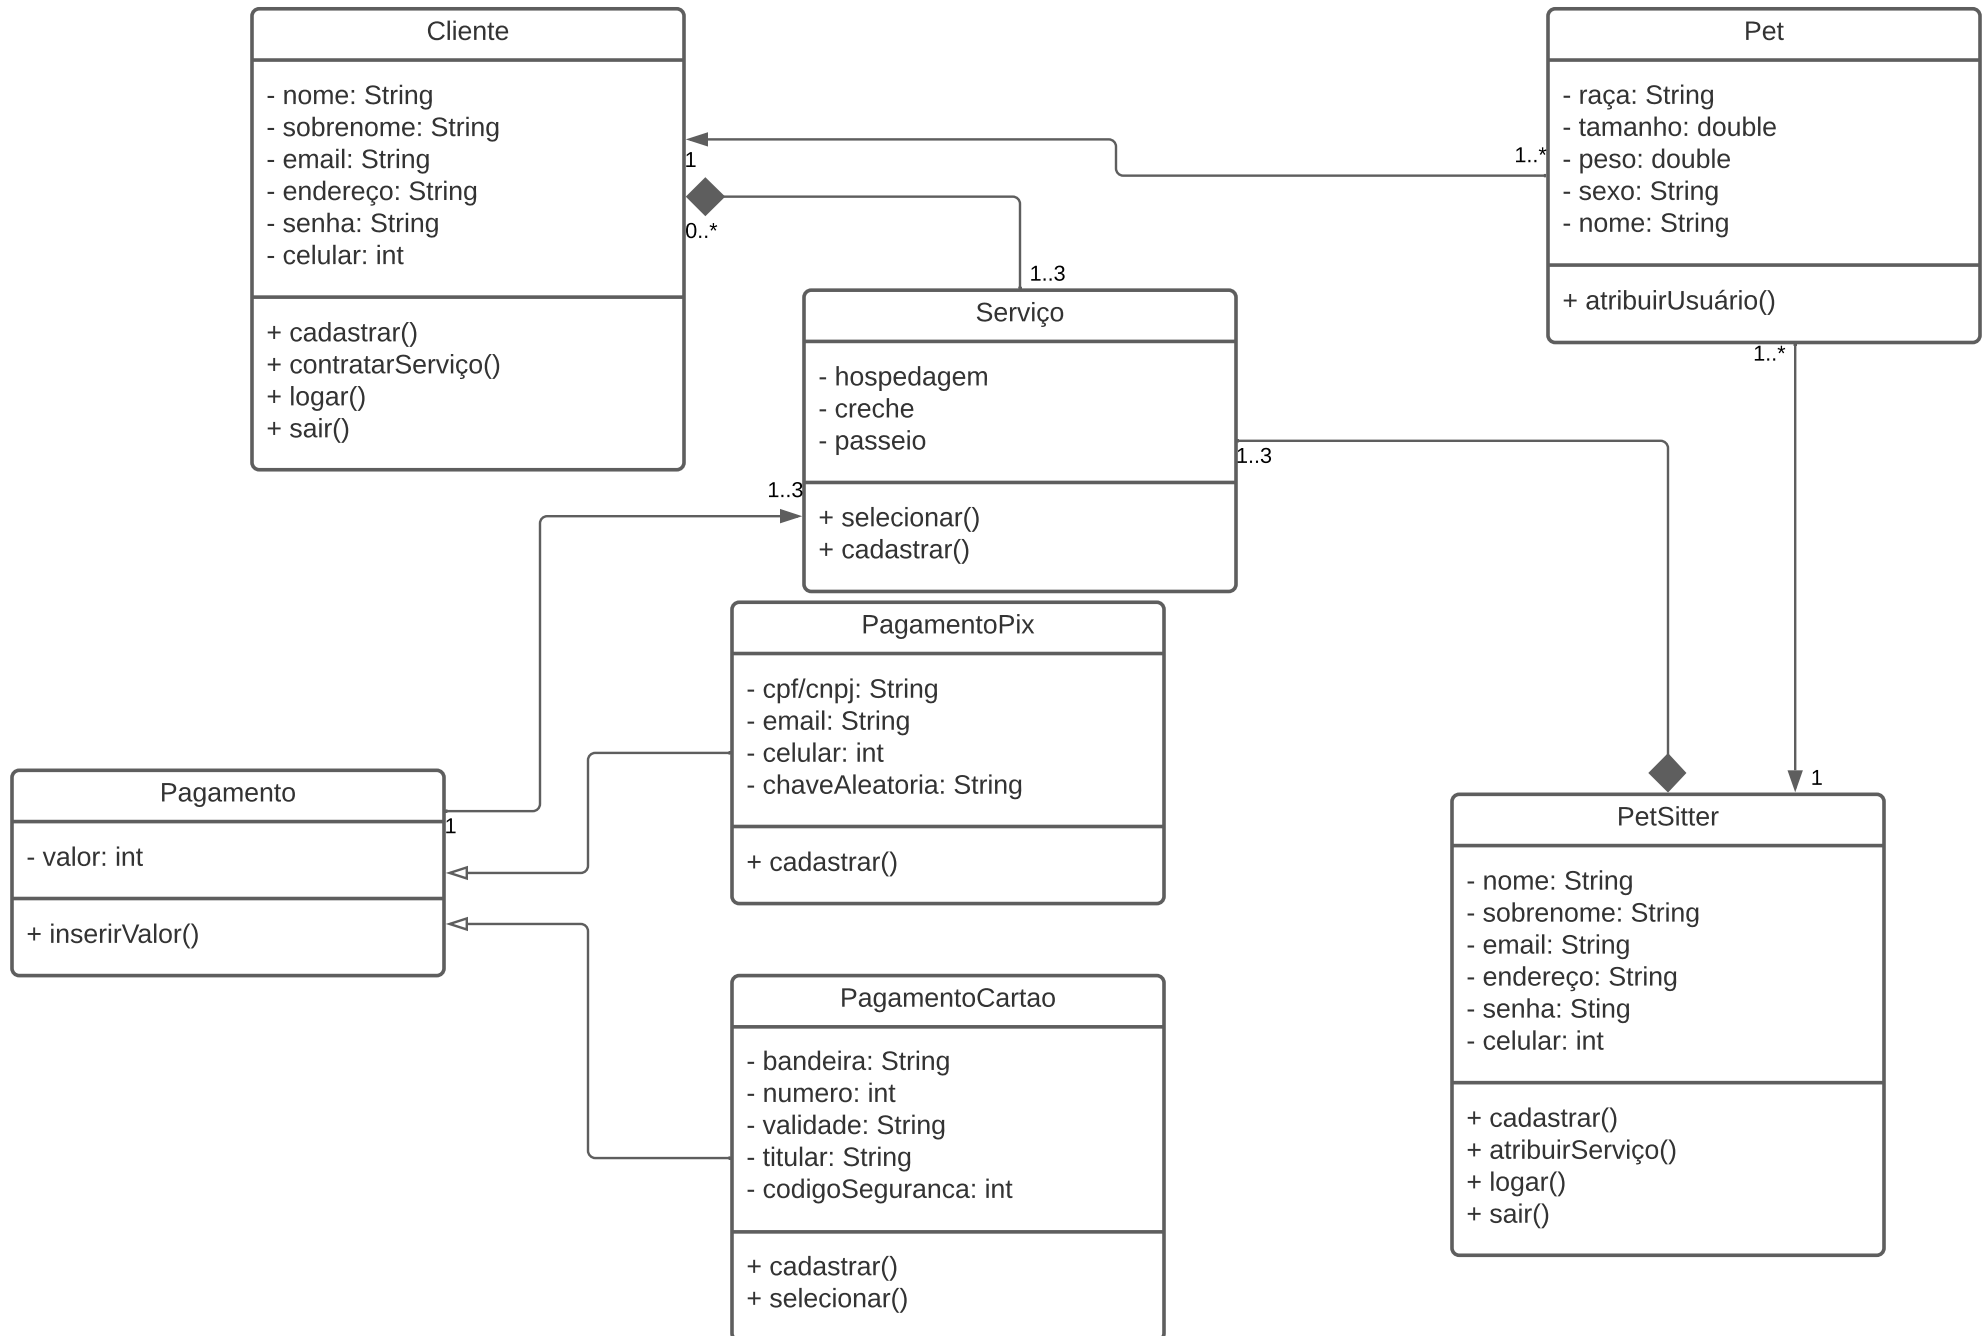 Cliente
- nome: String
- sobrenome: String
- email: String
- endereço: String
- senha: String
- celular: int
+ cadastrar()
+ contratarServiço()
+ logar()
+ sair()
1
0..*
1..*
Pet
- raça: String
- tamanho: double
- peso: double
- sexo: String
- nome: String
+ atribuirUsuário()
1..*
1..3
Serviço
- hospedagem
- creche
- passeio
+ selecionar()
+ cadastrar()
1..3
1..3
PagamentoPix
- cpf/cnpj: String
- email: String
- celular: int
- chaveAleatoria: String
+ cadastrar()
Pagamento
- valor: int
+ inserirValor()
1
PagamentoCartao
- bandeira: String
- numero: int
- validade: String
- titular: String
- codigoSeguranca: int
+ cadastrar()
+ selecionar()
1
PetSitter
- nome: String
- sobrenome: String
- email: String
- endereço: String
- senha: Sting
- celular: int
+ cadastrar()
+ atribuirServiço()
+ logar()
+ sair()